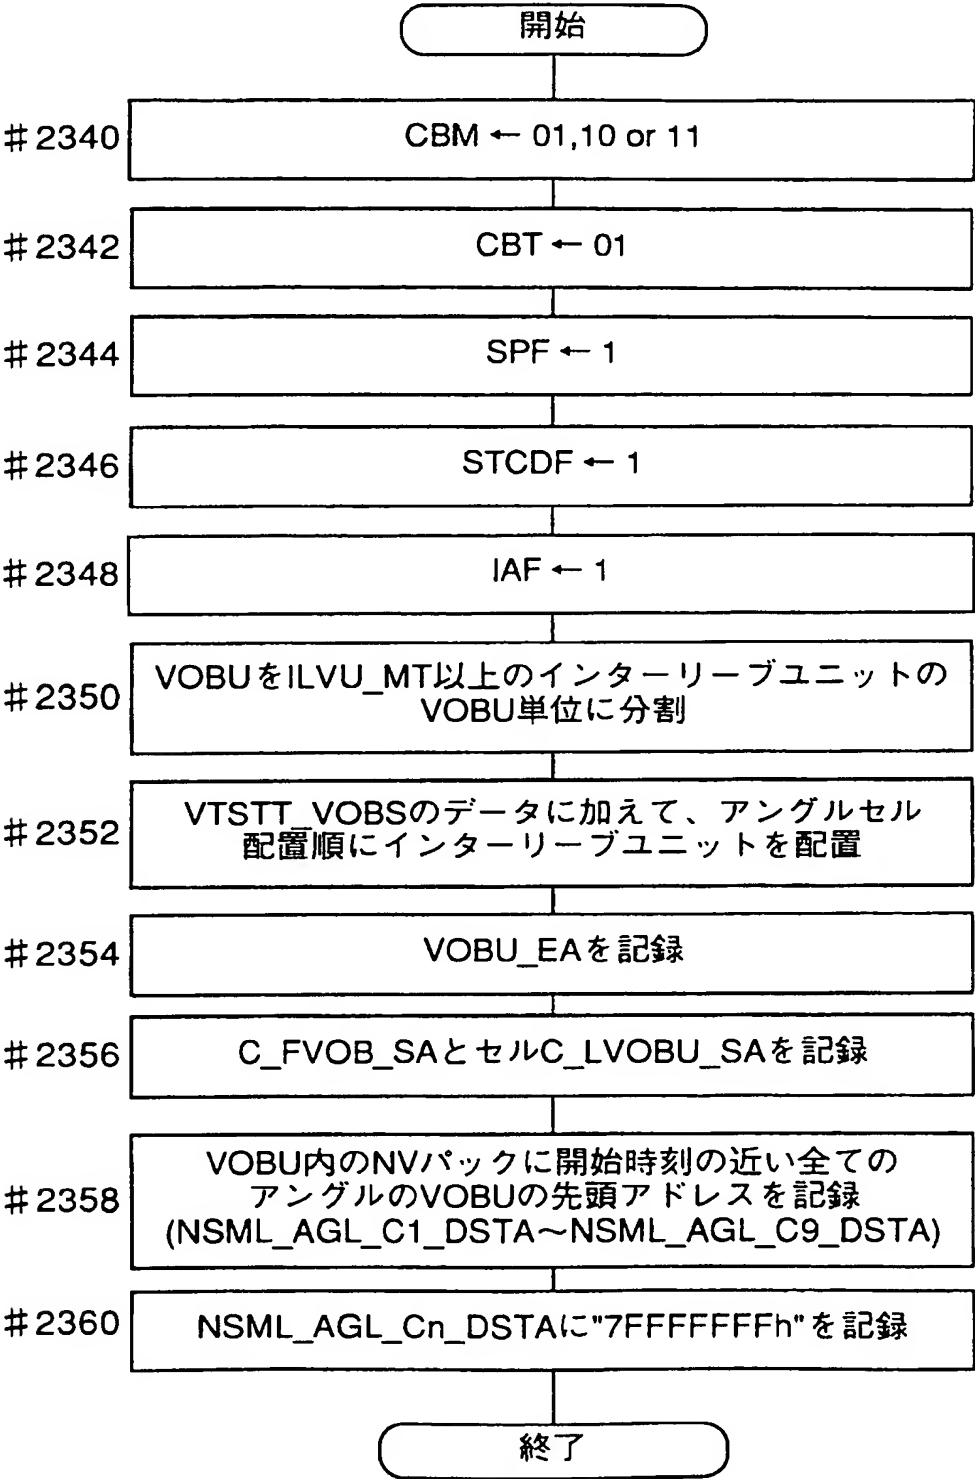 開始
#2340 CBM ← 01,10 or 11
#2342 CBT ← 01
#2344 SPF ← 1
#2346 STCDF ← 1
#2348 IAF ← 1
#2350 VOBUをILVU_MT以上のインターリーブユニットの
VOBU単位に分割
#2352 VTSTT_VOBSのデータに加えて、アングルセル
配置順にインターリーブユニットを配置
#2354 VOBU_EAを記録
#2356 C_FVOB_SAとセルC_LVOBU_SAを記録
#2358 VOBU内のNVパックに開始時刻の近い全ての
アングルのVOBUの先頭アドレスを記録
(NSML_AGL_C1_DSTA~NSML_AGL_C9_DSTA)
#2360 NSML_AGL_Cn_DSTAに"7FFFFFFFh"を記録
終了